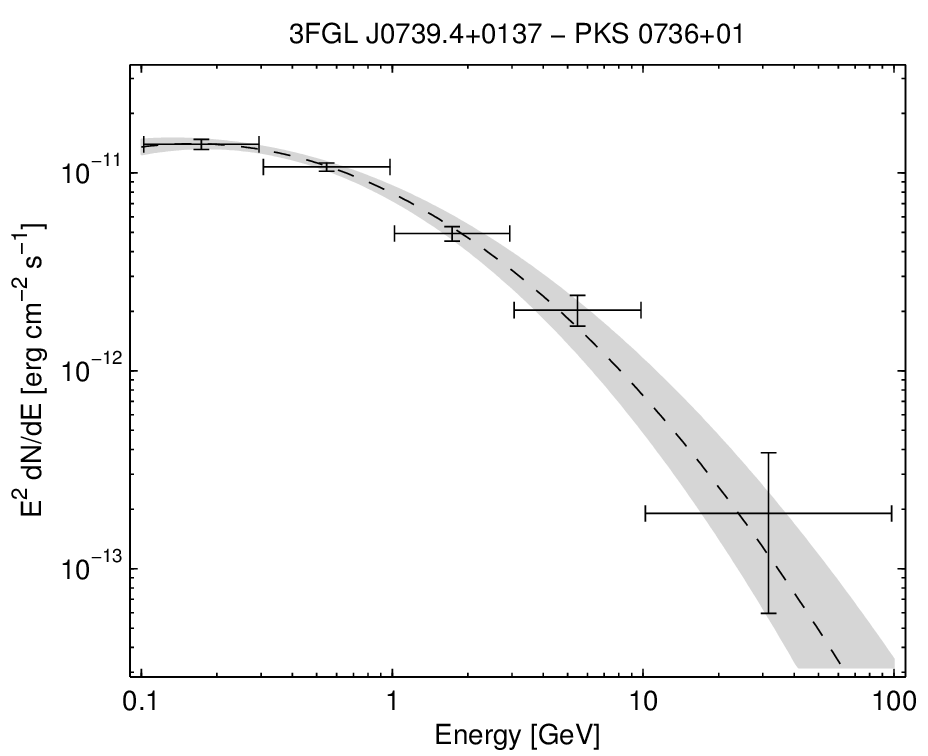 3FGL J0739.4+0137 − PKS 0736+01
E² dN/dE [erg cm⁻² s⁻¹]
10⁻¹¹
10⁻¹²
10⁻¹³
0.1 1 10 100
Energy [GeV]